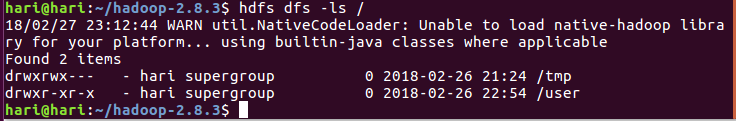 hari@hari:~/hadoop-2.8.3$ hdfs dfs -ls /
18/02/27 23:12:44 WARN util.NativeCodeLoader: Unable to load native-hadoop libra
ry for your platform... using builtin-java classes where applicable
Found 2 items
drwxrwx---   - hari supergroup          0 2018-02-26 21:24 /tmp
drwxr-xr-x   - hari supergroup          0 2018-02-26 22:54 /user
hari@hari:~/hadoop-2.8.3$